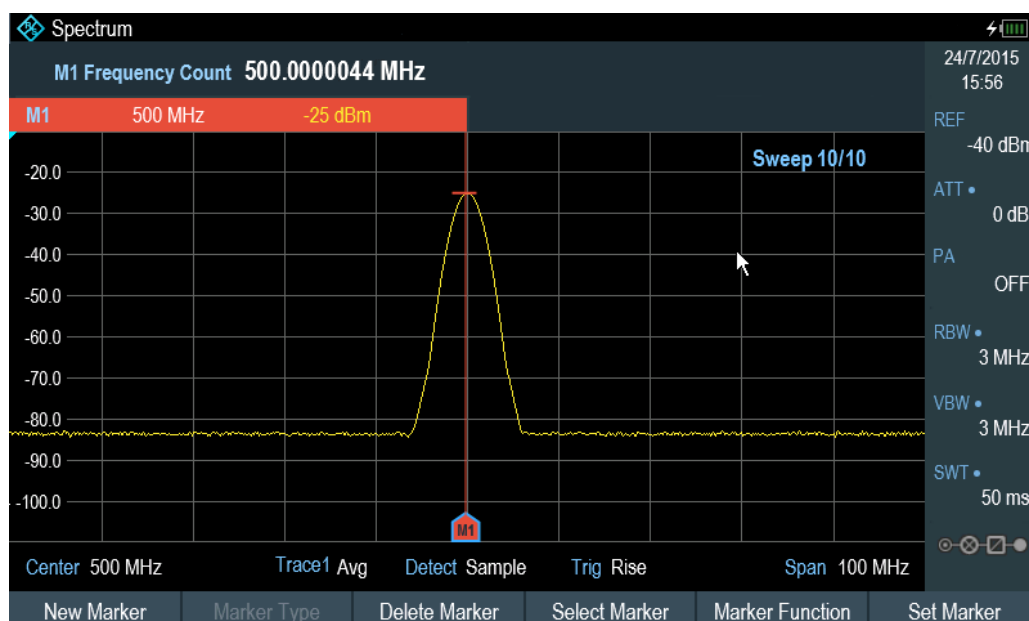 Spectrum
M1 Frequency Count 500.0000044 MHz
24/7/2015
15:56
M1 500 MHz -25 dBm
REF
-40 dBm
Sweep 10/10
ATT •
0 dB
PA
OFF
RBW •
3 MHz
VBW •
3 MHz
SWT •
50 ms
-20.0
-30.0
-40.0
-50.0
-60.0
-70.0
-80.0
-90.0
-100.0
M1
Center 500 MHz Trace1 Avg Detect Sample Trig Rise Span 100 MHz
New Marker Marker Type Delete Marker Select Marker Marker Function Set Marker